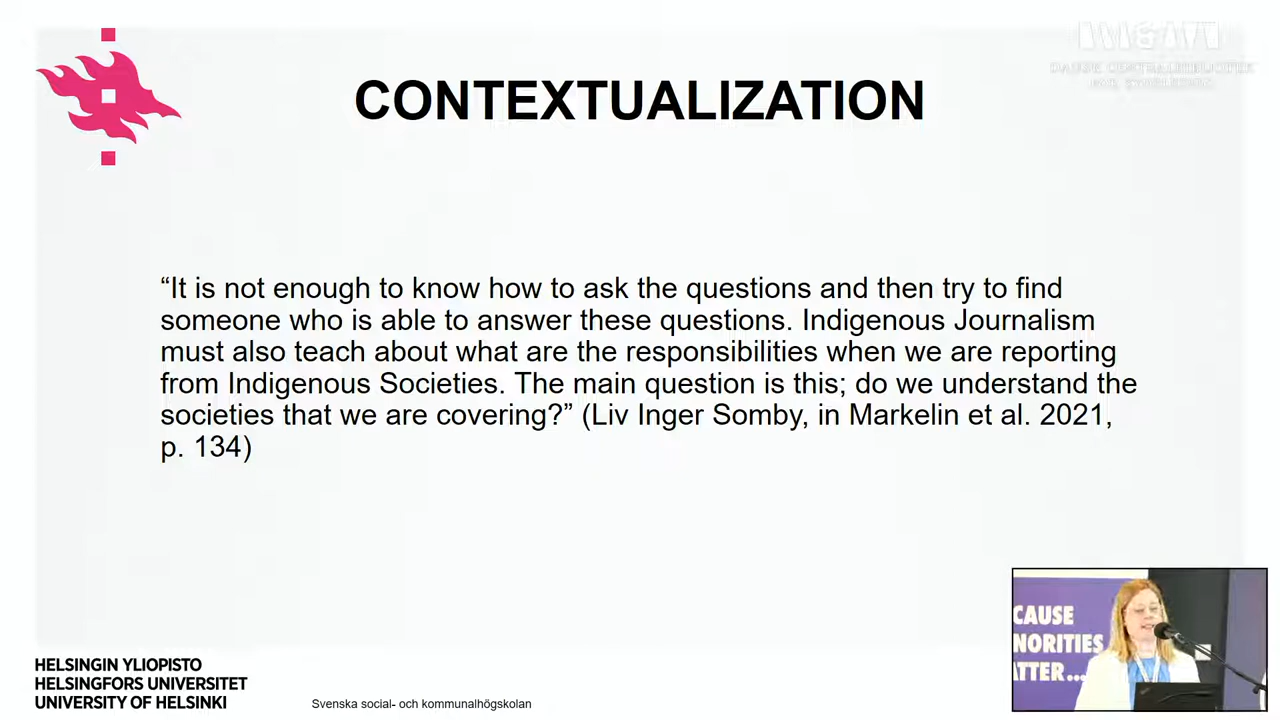 CONTEXTUALIZATION
“It is not enough to know how to ask the questions and then try to find
someone who is able to answer these questions. Indigenous Journalism
must also teach about what are the responsibilities when we are reporting
from Indigenous Societies. The main question is this; do we understand the
societies that we are covering?” (Liv Inger Somby, in Markelin et al. 2021,
p. 134)
CAUSE
NORITIES
ATTER...
HELSINGIN YLIOPISTO
HELSINGFORS UNIVERSITET
UNIVERSITY OF HELSINKI
Svenska social- och kommunalhögskolan